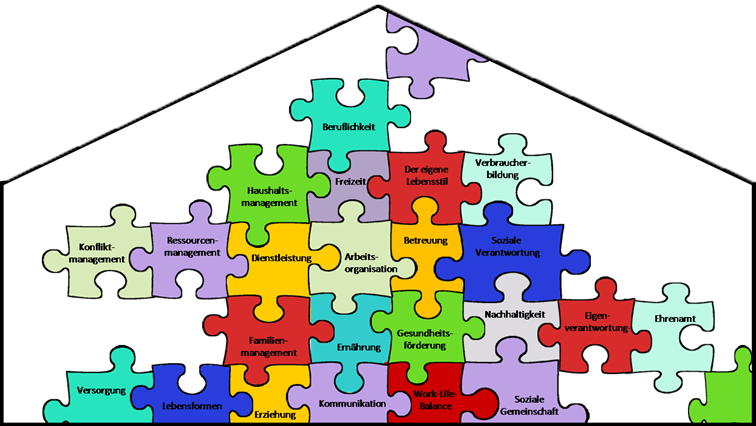 Beruflichkeit
Haushalts-
management
Freizeit
Der eigene
Lebensstil
Verbraucher-
bildung
Konflikt-
management
Ressourcen-
management
Dienstleistung
Arbeits-
organisation
Betreuung
Soziale
Verantwortung
Familien-
management
Ernährung
Gesundheits-
förderung
Nachhaltigkeit
Eigen-
verantwortung
Ehrenamt
Versorgung
Lebensformen
Erziehung
Kommunikation
Work-Life-
Balance
Soziale
Gemeinschaft